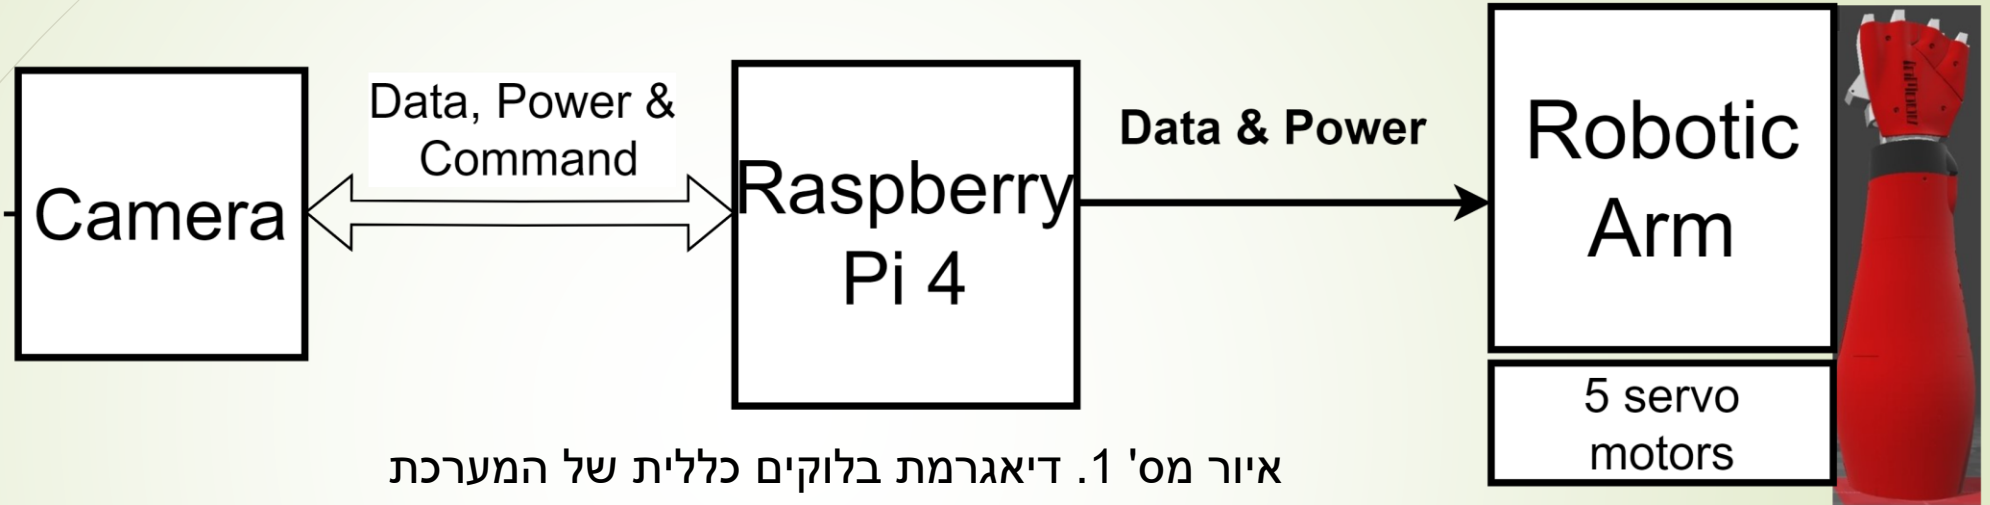 Camera
Data, Power &
Command
Raspberry
Pi 4
Data & Power
Robotic
Arm
5 servo
motors
איור מס' 1. דיאגרמת בלוקים כללית של המערכת